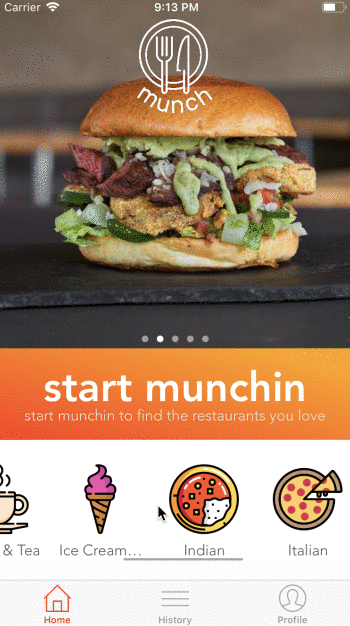 Carrier 9:13 PM
munch
start munchin
start munchin to find the restaurants you love
& Tea Ice Cream... Indian Italian
Home History Profile